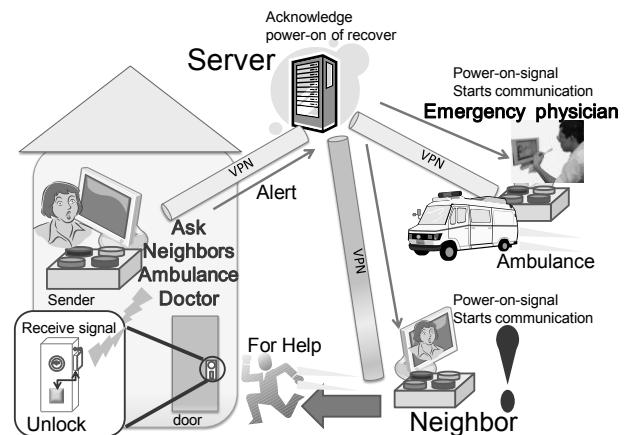 Acknowledge
power-on of recover
Server
Power-on-signal
Starts communication
Emergency physician
VPN
VPN
Alert
VPN
Ask
Neighbors
Ambulance
Doctor
Ambulance
Sender
Power-on-signal
Starts communication
Receive signal
For Help
Unlock
door
Neighbor